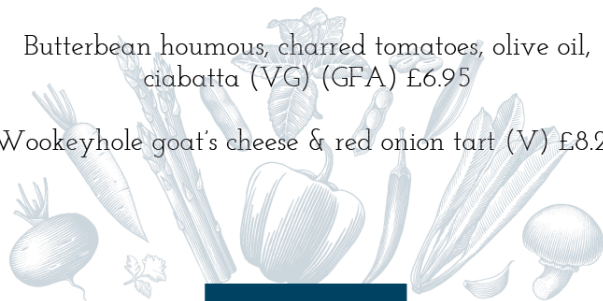 Butterbean houmous, charred tomatoes, olive oil,
ciabatta (VG) (GFA) £6.95
Wookeyhole goat's cheese & red onion tart (V) £8.2